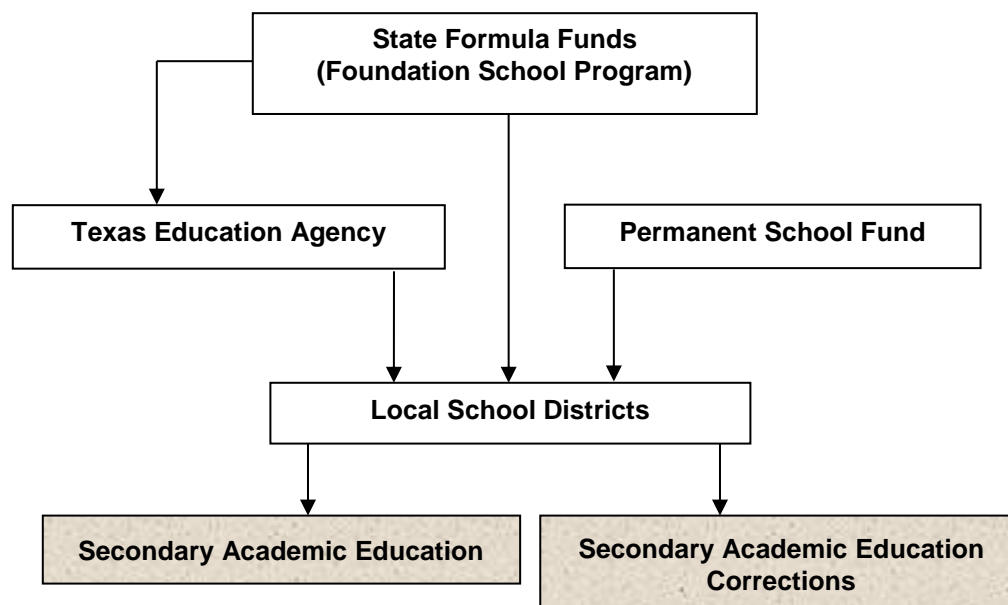 State Formula Funds
(Foundation School Program)
Texas Education Agency
Permanent School Fund
Local School Districts
Secondary Academic Education
Secondary Academic Education
Corrections